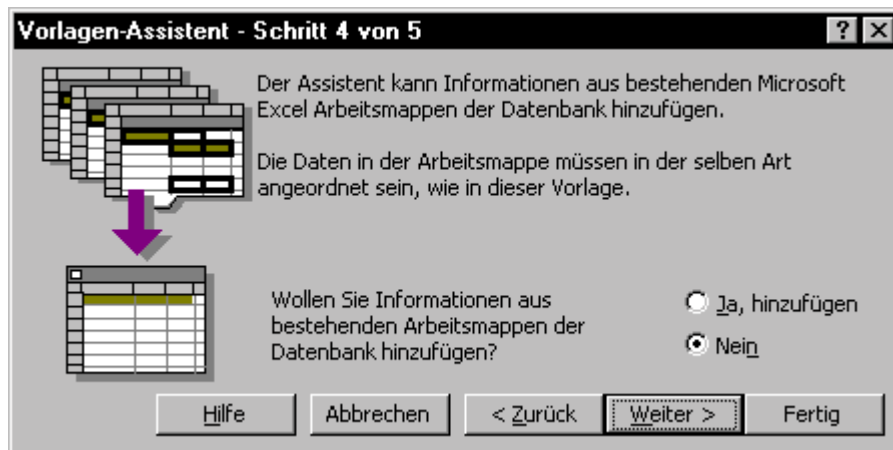 Vorlagen-Assistent - Schritt 4 von 5
Der Assistent kann Informationen aus bestehenden Microsoft
Excel Arbeitsmappen der Datenbank hinzufügen.
Die Daten in der Arbeitsmappe müssen in der selben Art
angeordnet sein, wie in dieser Vorlage.
Wollen Sie Informationen aus
bestehenden Arbeitsmappen der
Datenbank hinzufügen?
Ja, hinzufügen
Nein
Hilfe Abbrechen < Zurück Weiter > Fertig